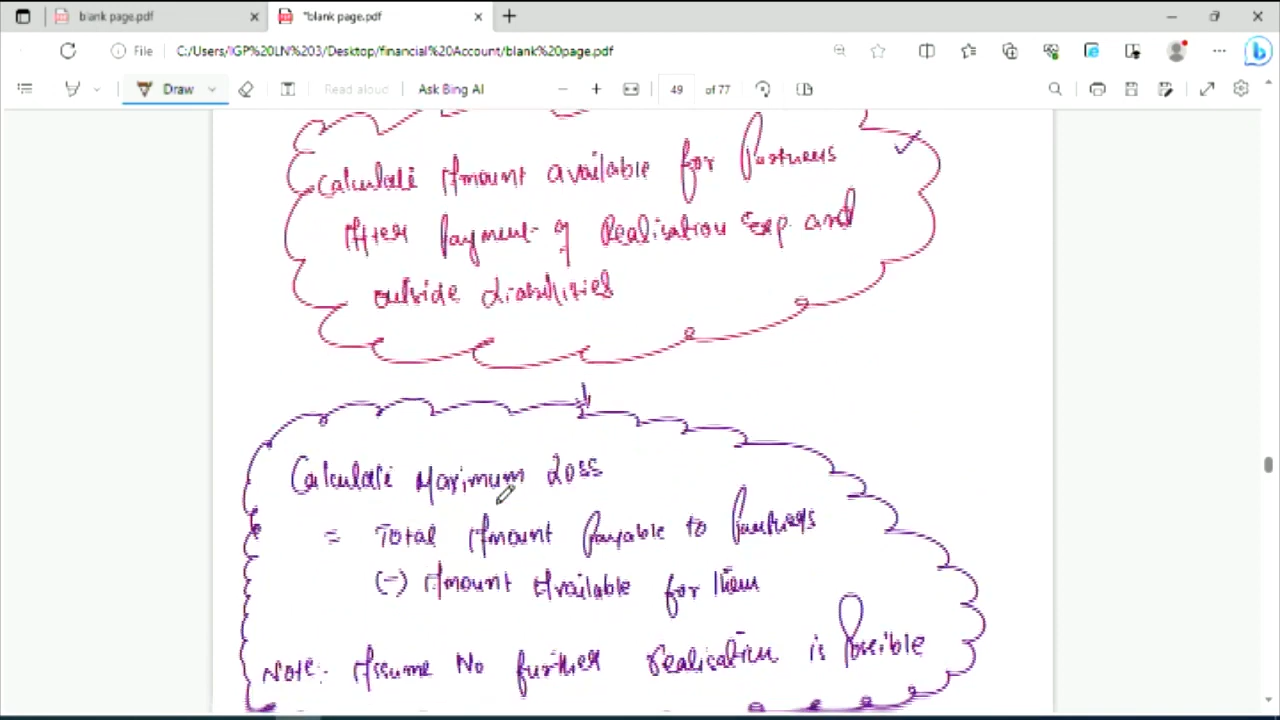 blank page.pdf
*blank page.pdf
File C:/Users/IGP%20LN%203/Desktop/financial%20Account/blank%20page.pdf
Draw Read aloud Ask Bing AI 49 of 77
Calculate Amount available for Partners
After Payment of Realisation Exp. and
outside Liabilities
Calculate Maximum Loss
= Total Amount Payable to Partners
(-) Amount Available for them
Note:- Assume No further realisation is Possible